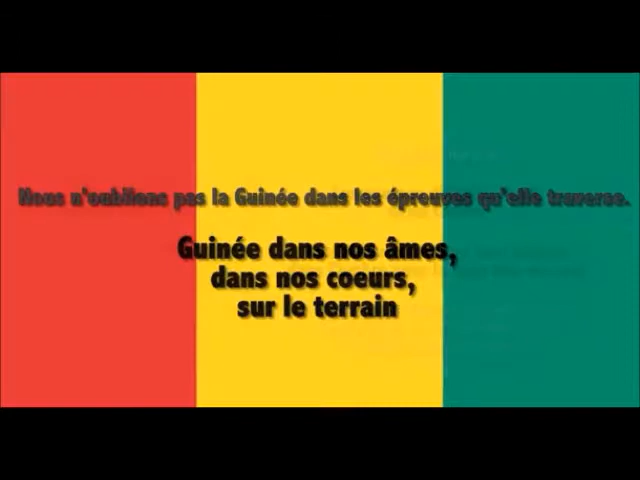 Nous n'oublions pas la Guinée dans les épreuves qu'elle traverse.
Guinée dans nos âmes,
dans nos coeurs,
sur le terrain